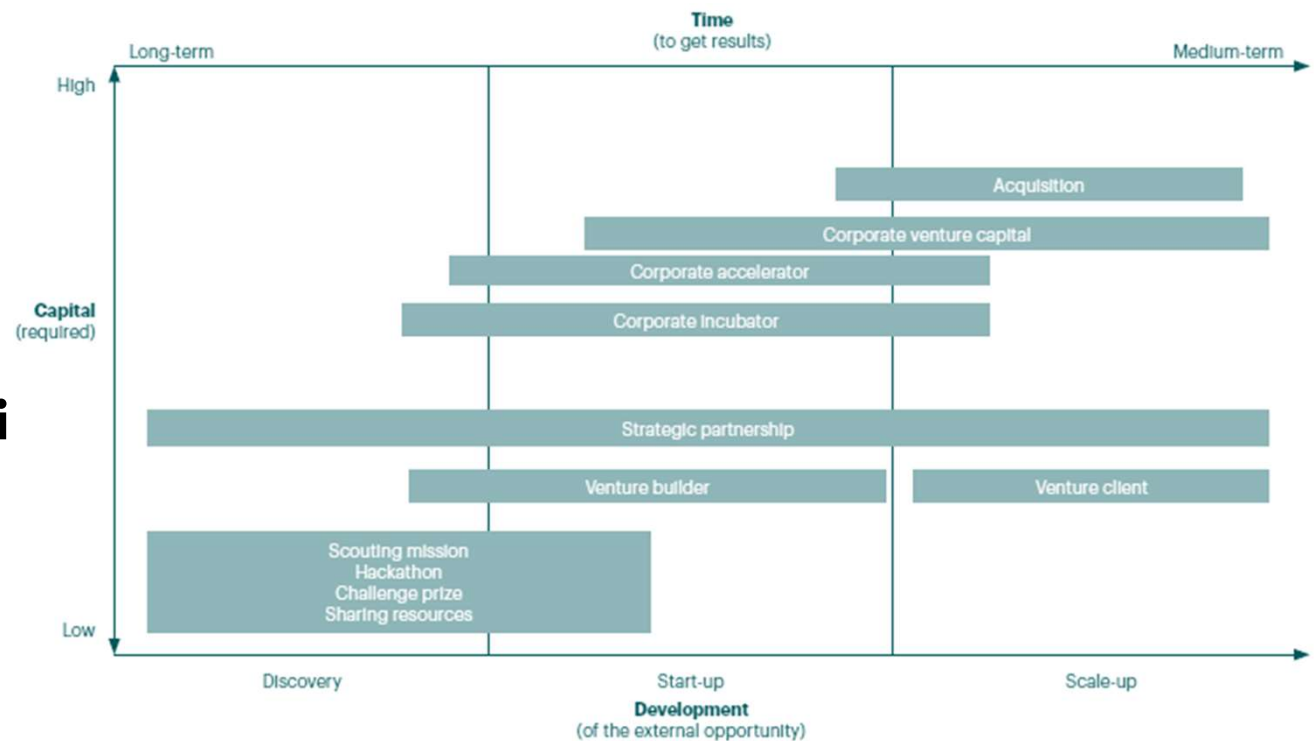 Time
(to get results)
Long-term
Medium-term
High
Acquisition
Corporate venture capital
Corporate accelerator
Capital
(required)
Corporate incubator
i
Strategic partnership
Venture builder
Venture client
Scouting mission
Hackathon
Challenge prize
Sharing resources
Low
Discovery
Start-up
Scale-up
Development
(of the external opportunity)